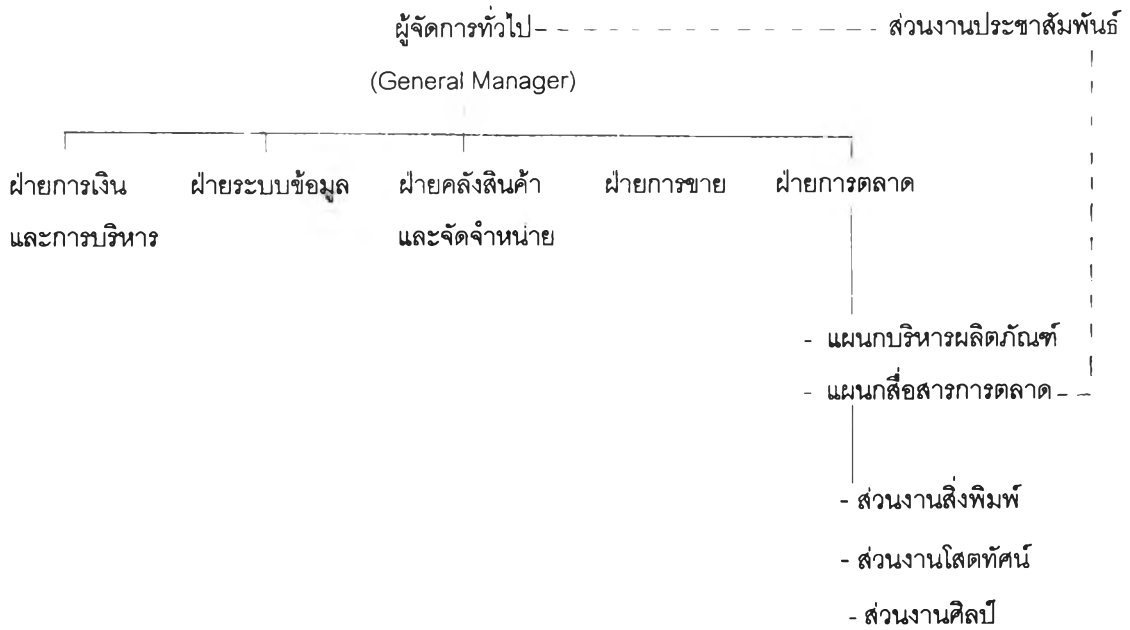 ผู้จัดการทั่วไป ส่วนงานประชาสัมพันธ์
(General Manager)
ฝ่ายการเงิน ฝ่ายระบบข้อมูล ฝ่ายคลังสินค้า ฝ่ายการขาย ฝ่ายการตลาด
และการบริหาร และจัดจำหน่าย
- แผนกบริหารผลิตภัณฑ์
- แผนกสื่อสารการตลาด
- ส่วนงานสิ่งพิมพ์
- ส่วนงานโสตทัศน์
- ส่วนงานศิลป์